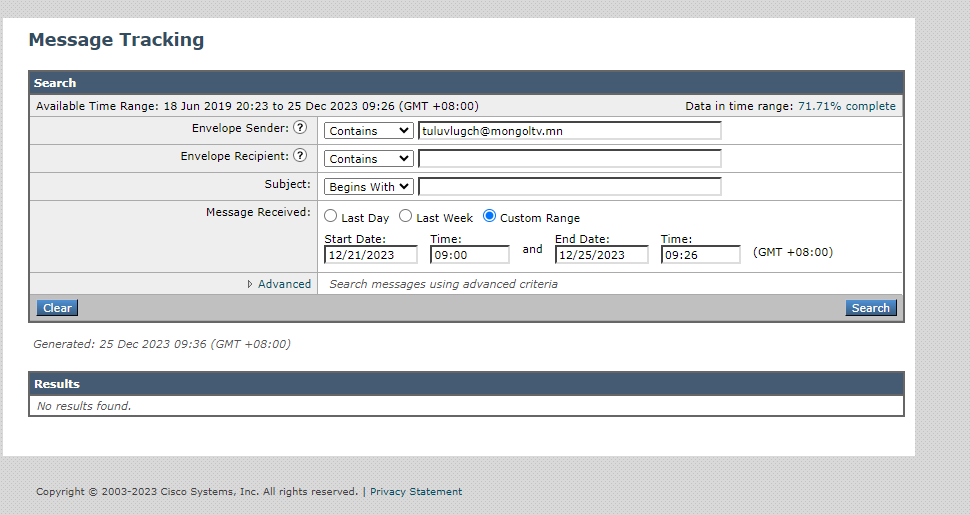 Message Tracking
Search
Available Time Range: 18 Jun 2019 20:23 to 25 Dec 2023 09:26 (GMT +08:00) Data in time range: 71.71% complete
Envelope Sender: ? Contains tuluvlugch@mongoltv.mn
Envelope Recipient: ? Contains
Subject: Begins With
Message Received: Last Day Last Week Custom Range
Start Date: Time: End Date: Time:
12/21/2023 09:00 and 12/25/2023 09:26 (GMT +08:00)
Advanced Search messages using advanced criteria
Clear Search
Generated: 25 Dec 2023 09:36 (GMT +08:00)
Results
No results found.
Copyright © 2003-2023 Cisco Systems, Inc. All rights reserved. | Privacy Statement